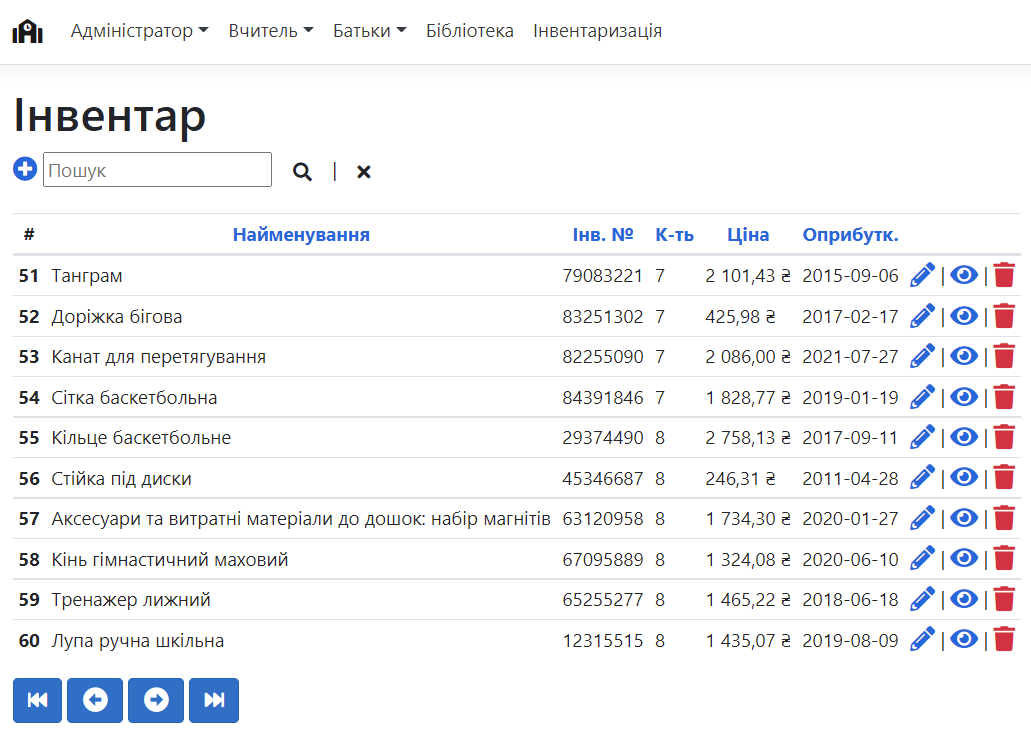 Адміністратор Вчитель Батьки Бібліотека Інвентаризація
Інвентар
Пошук |
# Найменування Інв. № К-ть Ціна Оприбутк.
51 Танграм 79083221 7 2 101,43 ₴ 2015-09-06 | |
52 Доріжка бігова 83251302 7 425,98 ₴ 2017-02-17 | |
53 Канат для перетягування 82255090 7 2 086,00 ₴ 2021-07-27 | |
54 Сітка баскетбольна 84391846 7 1 828,77 ₴ 2019-01-19 | |
55 Кільце баскетбольне 29374490 8 2 758,13 ₴ 2017-09-11 | |
56 Стійка під диски 45346687 8 246,31 ₴ 2011-04-28 | |
57 Аксесуари та витратні матеріали до дошок: набір магнітів 63120958 8 1 734,30 ₴ 2020-01-27 | |
58 Кінь гімнастичний маховий 67095889 8 1 324,08 ₴ 2020-06-10 | |
59 Тренажер лижний 65255277 8 1 465,22 ₴ 2018-06-18 | |
60 Лупа ручна шкільна 12315515 8 1 435,07 ₴ 2019-08-09 | |